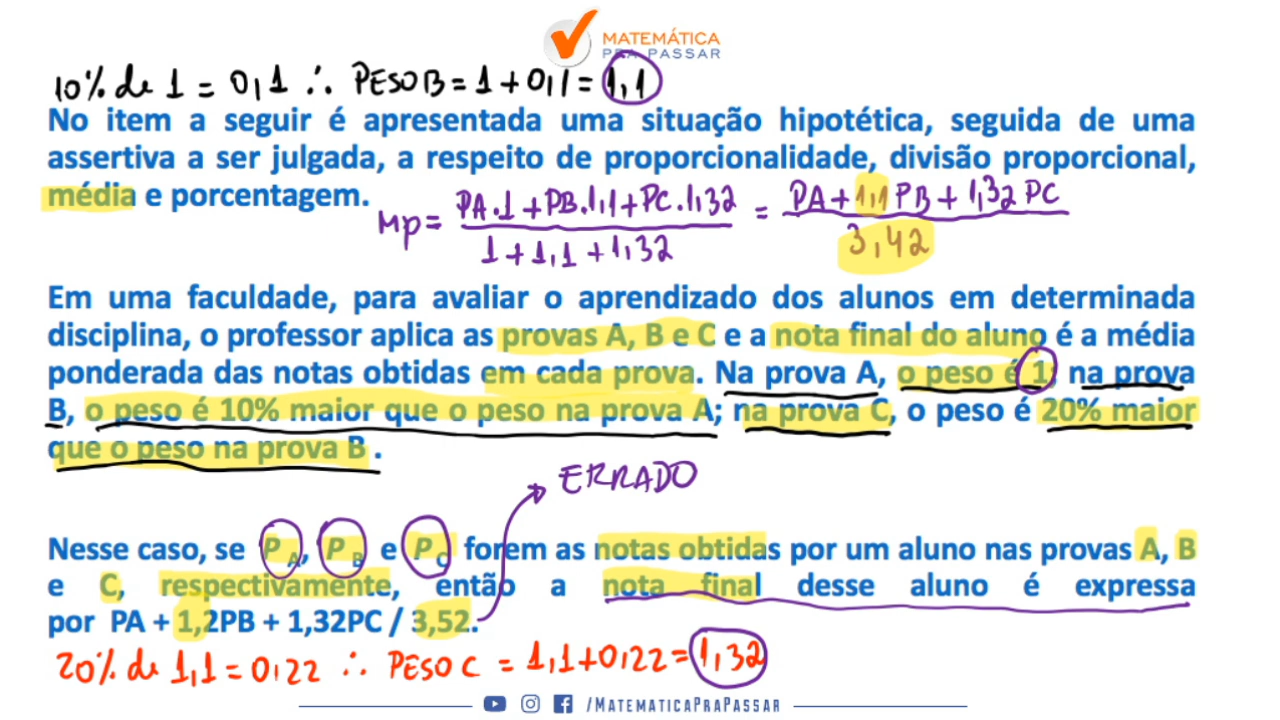 MATEMÁTICA
PRA PASSAR
10% de 1 = 0,1 ∴ PESO B = 1 + 0,1 = 1,1
No item a seguir é apresentada uma situação hipotética, seguida de uma
assertiva a ser julgada, a respeito de proporcionalidade, divisão proporcional,
média e porcentagem.
Mp = PA.1 + PB.1,1 + PC.1,32 = PA + 1,1 PB + 1,32 PC
1 + 1,1 + 1,32 3,42
Em uma faculdade, para avaliar o aprendizado dos alunos em determinada
disciplina, o professor aplica as provas A, B e C e a nota final do aluno é a média
ponderada das notas obtidas em cada prova. Na prova A, o peso é 1; na prova
B, o peso é 10% maior que o peso na prova A; na prova C, o peso é 20% maior
que o peso na prova B .
ERRADO
Nesse caso, se P A, P B e P C forem as notas obtidas por um aluno nas provas A, B
e C, respectivamente, então a nota final desse aluno é expressa
por PA + 1,2PB + 1,32PC / 3,52.
20% de 1,1 = 0,22 ∴ PESO C = 1,1 + 0,22 = 1,32
/MATEMATICAPRAPASSAR